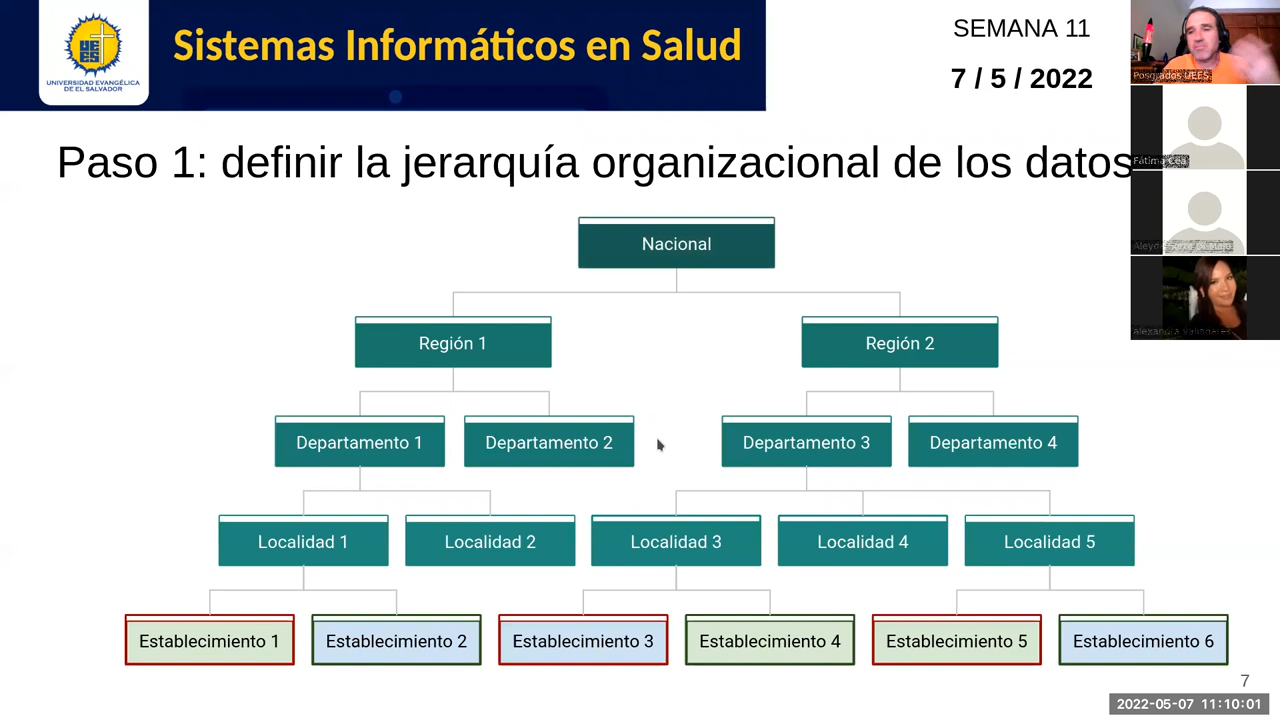 Sistemas Informáticos en Salud
UNIVERSIDAD EVANGÉLICA
DE EL SALVADOR
SEMANA 11
7 / 5 / 2022
Posgrados UEES
Fátima Cea
Paso 1: definir la jerarquía organizacional de los datos
Nacional
Región 1
Región 2
Departamento 1
Departamento 2
Departamento 3
Departamento 4
Localidad 1
Localidad 2
Localidad 3
Localidad 4
Localidad 5
Establecimiento 1
Establecimiento 2
Establecimiento 3
Establecimiento 4
Establecimiento 5
Establecimiento 6
7
2022-05-07 11:10:01